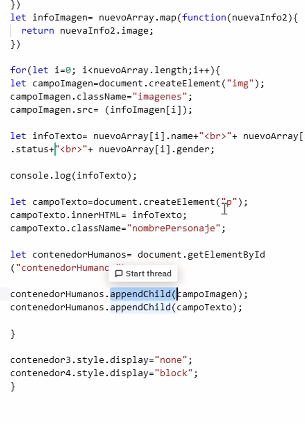 })
let infoImagen= nuevoArray.map(function(nuevaInfo2){
return nuevaInfo2.image;
})
for(let i=0; i<nuevoArray.length;i++){
let campoImagen=document.createElement("img");
campoImagen.className="imagenes";
campoImagen.src= (infoImagen[i]);
let infoTexto= nuevoArray[i].name+"<br>"+ nuevoArray[
.status+"<br>"+ nuevoArray[i].gender;
console.log(infoTexto);
let campoTexto=document.createElement("p");
campoTexto.innerHTML= infoTexto;
campoTexto.className="nombrePersonaje";
let contenedorHumanos= document.getElementById
("contenedorHumano
Start thread
contenedorHumanos.appendChild(campoImagen);
contenedorHumanos.appendChild(campoTexto);
}
contenedor3.style.display="none";
contenedor4.style.display="block";
}